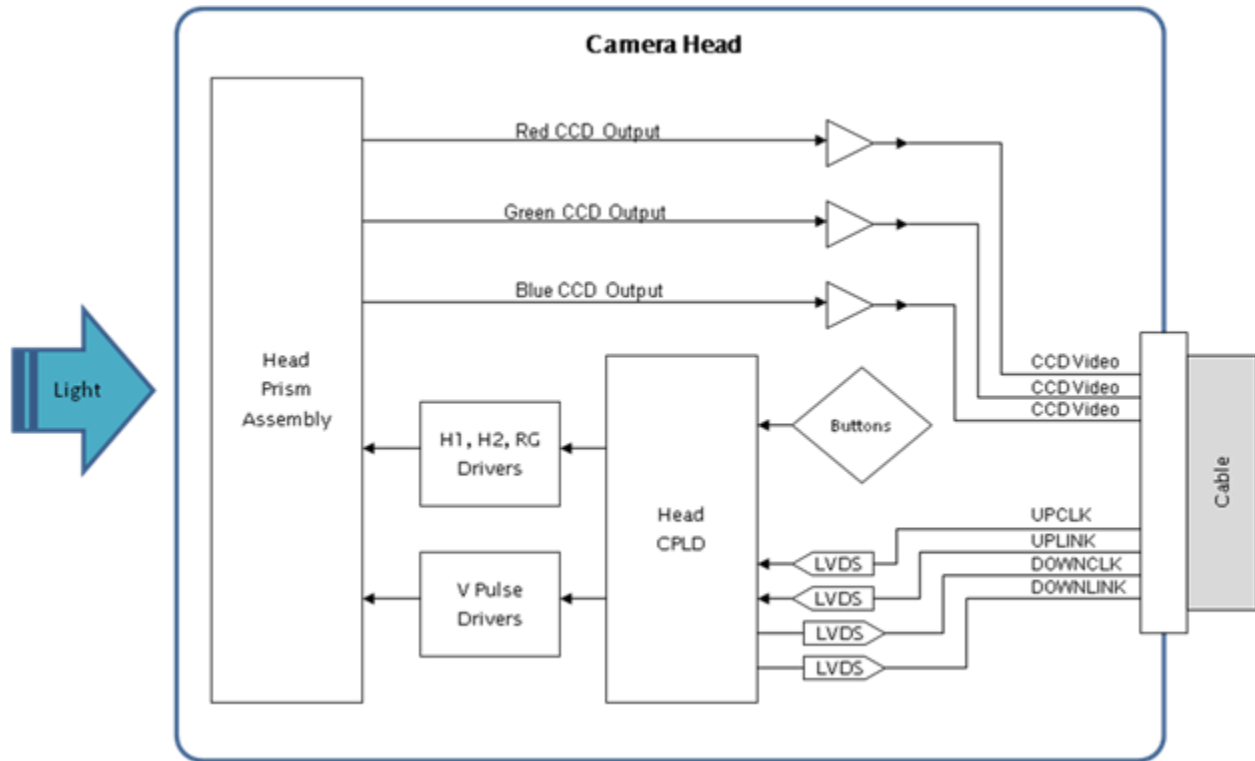 Camera Head
Red CCD Output
Green CCD Output
Blue CCD Output
Light
Head
Prism
Assembly
H1, H2, RG
Drivers
V Pulse
Drivers
Head
CPLD
Buttons
LVDS
LVDS
LVDS
LVDS
CCD Video
CCD Video
CCD Video
UPCLK
UPLINK
DOWNCLK
DOWNLINK
Cable